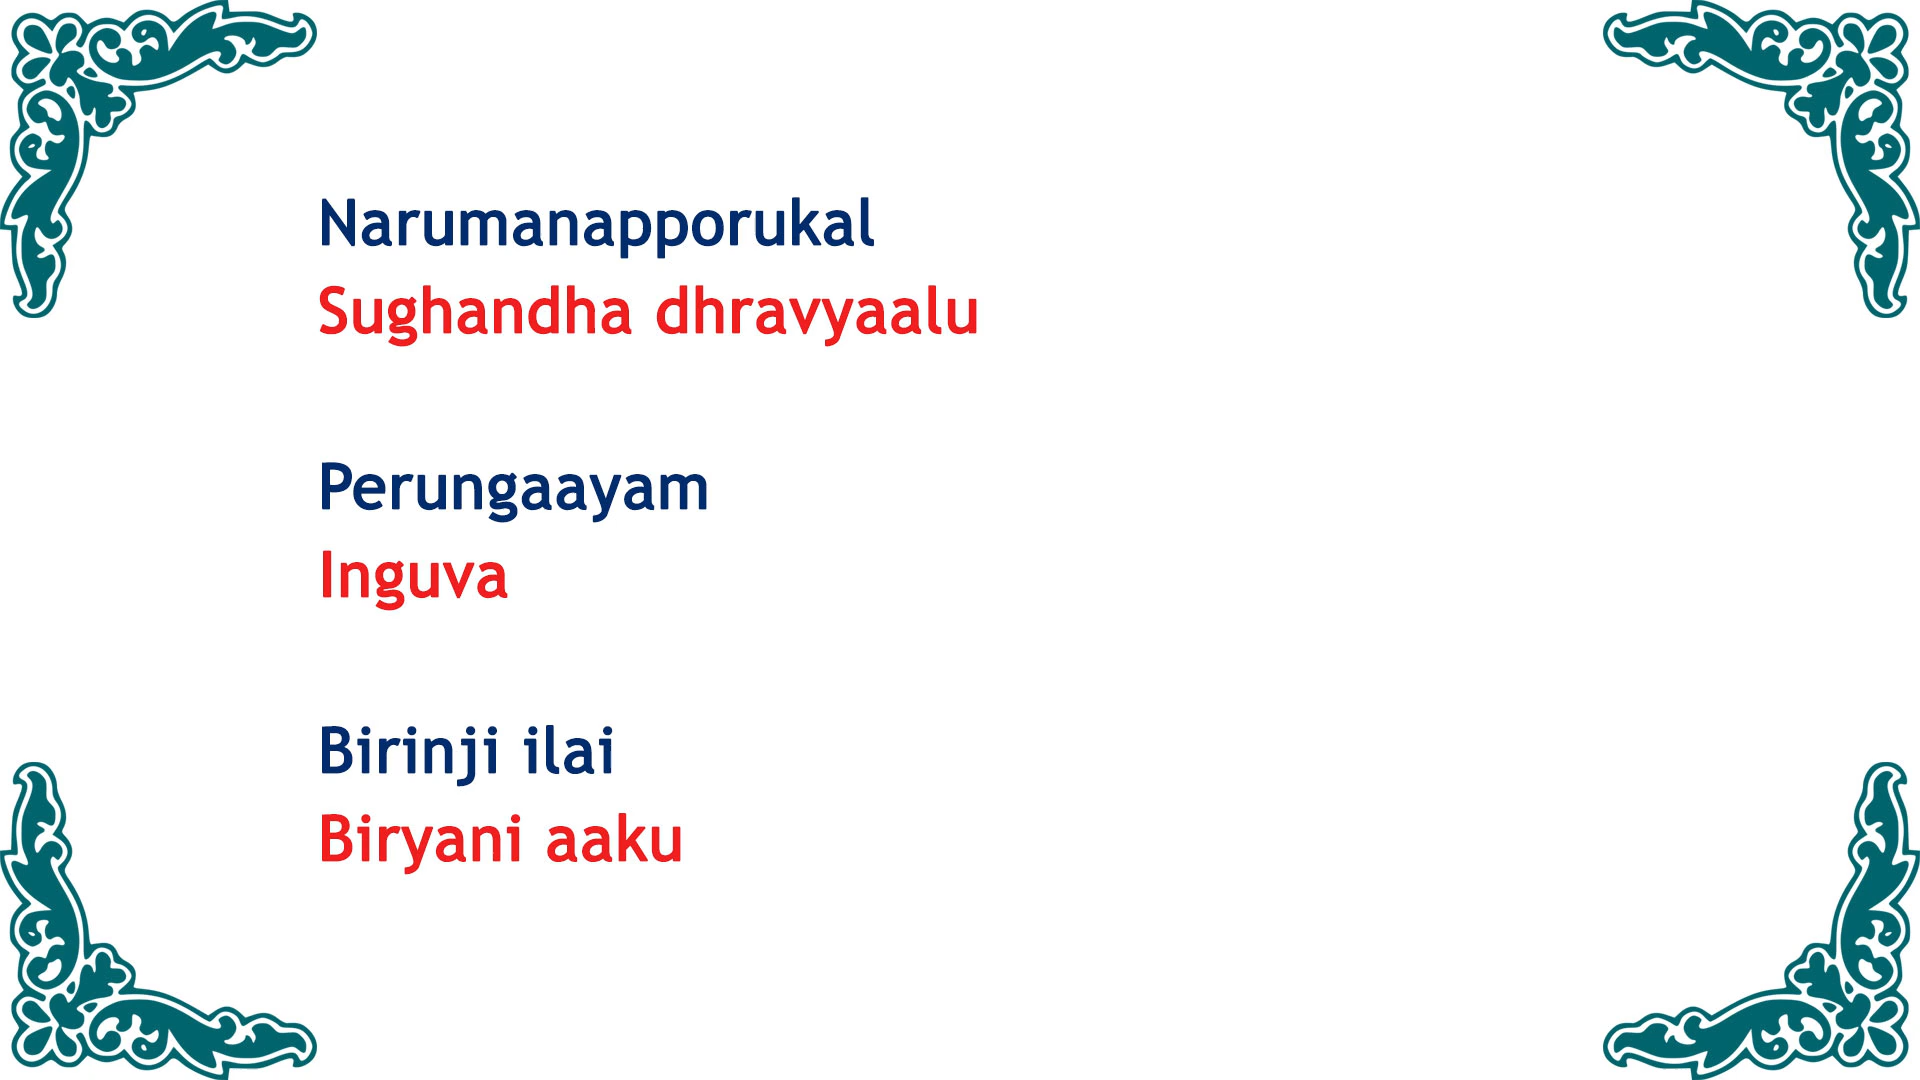 Narumanapporukal
Sughandha dhravyaalu
Perungaayam
Inguva
Birinji ilai
Biryani aaku